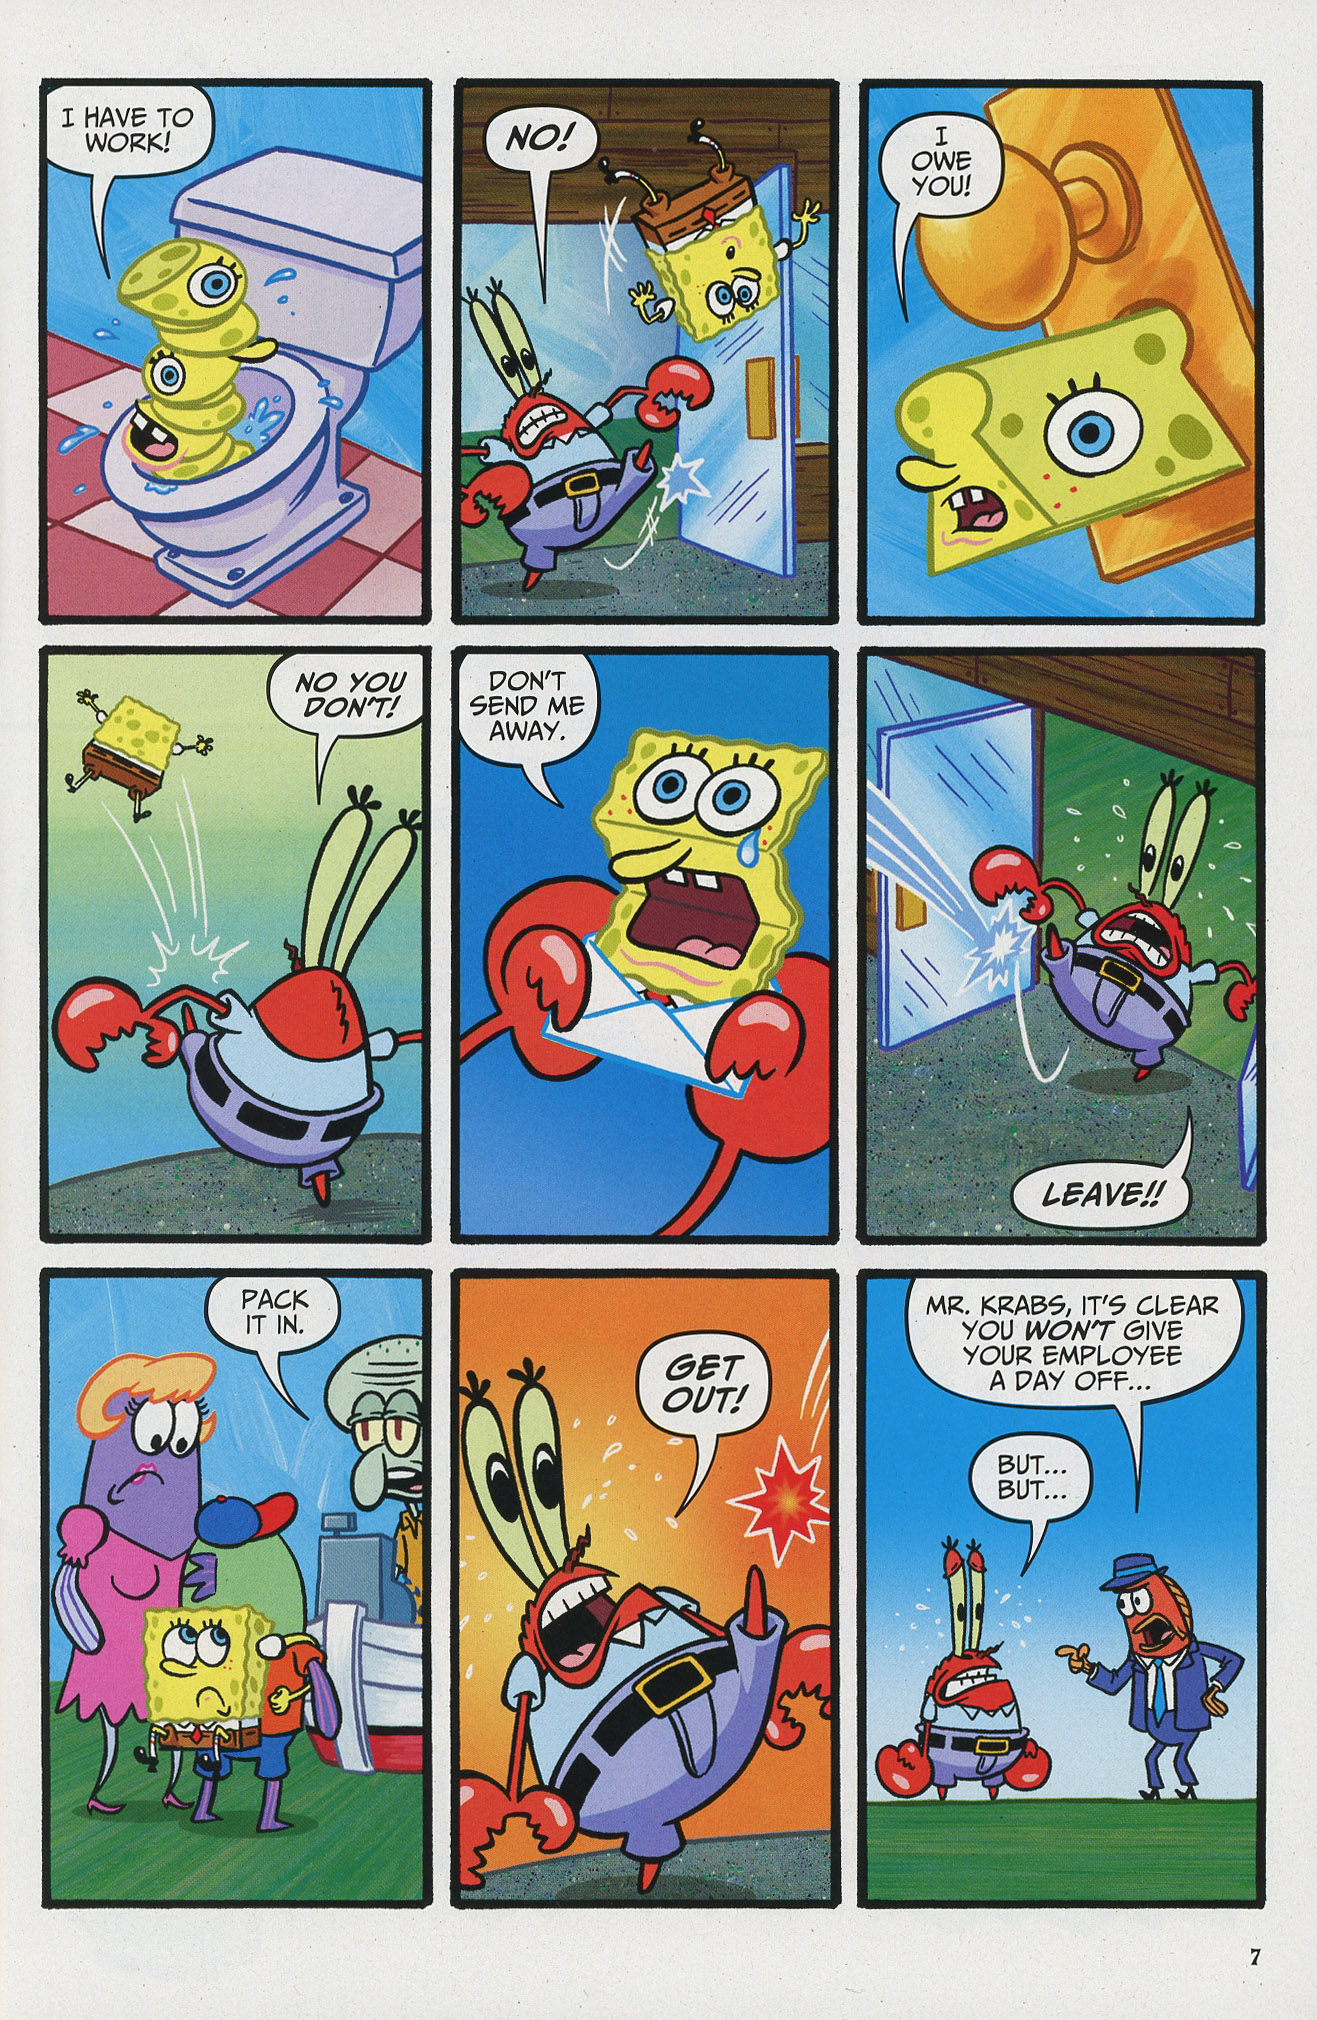 I HAVE TO
WORK!
NO!
I
OWE
YOU!
NO YOU
DON'T!
DON'T
SEND ME
AWAY.
LEAVE!!
PACK
IT IN.
GET
OUT!
MR. KRABS, IT'S CLEAR
YOU WON'T GIVE
YOUR EMPLOYEE
A DAY OFF...
BUT...
BUT...
7